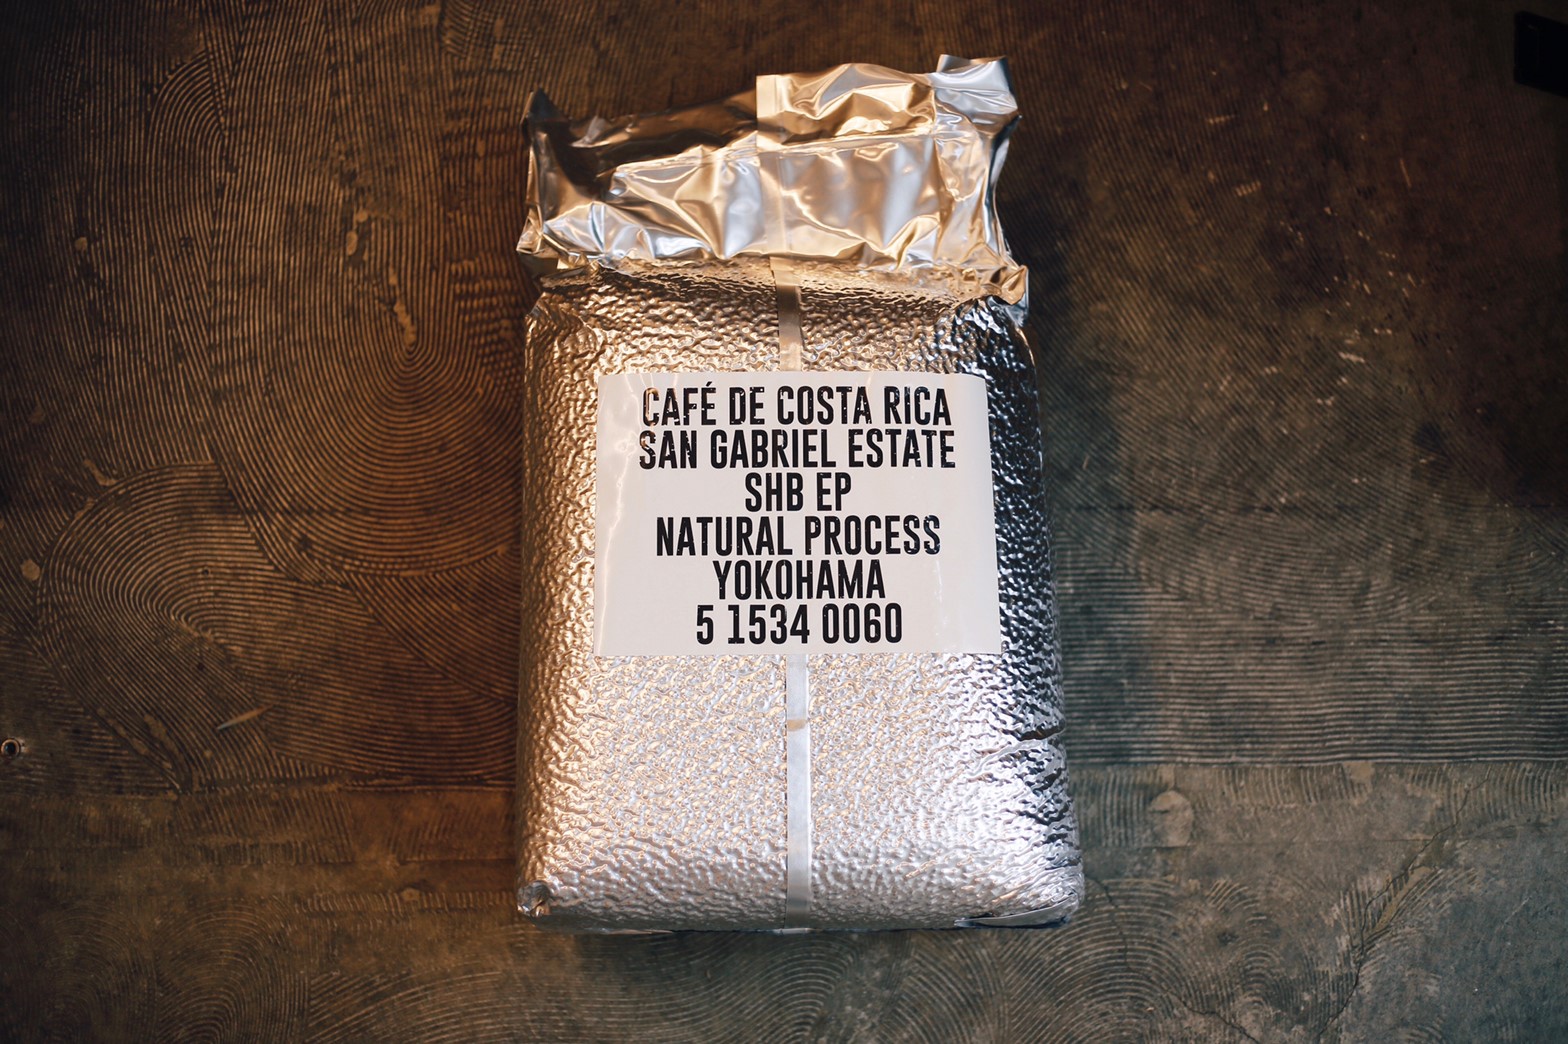 CAFÉ DE COSTA RICA
SAN GABRIEL ESTATE
SHB EP
NATURAL PROCESS
YOKOHAMA
5 1534 0060